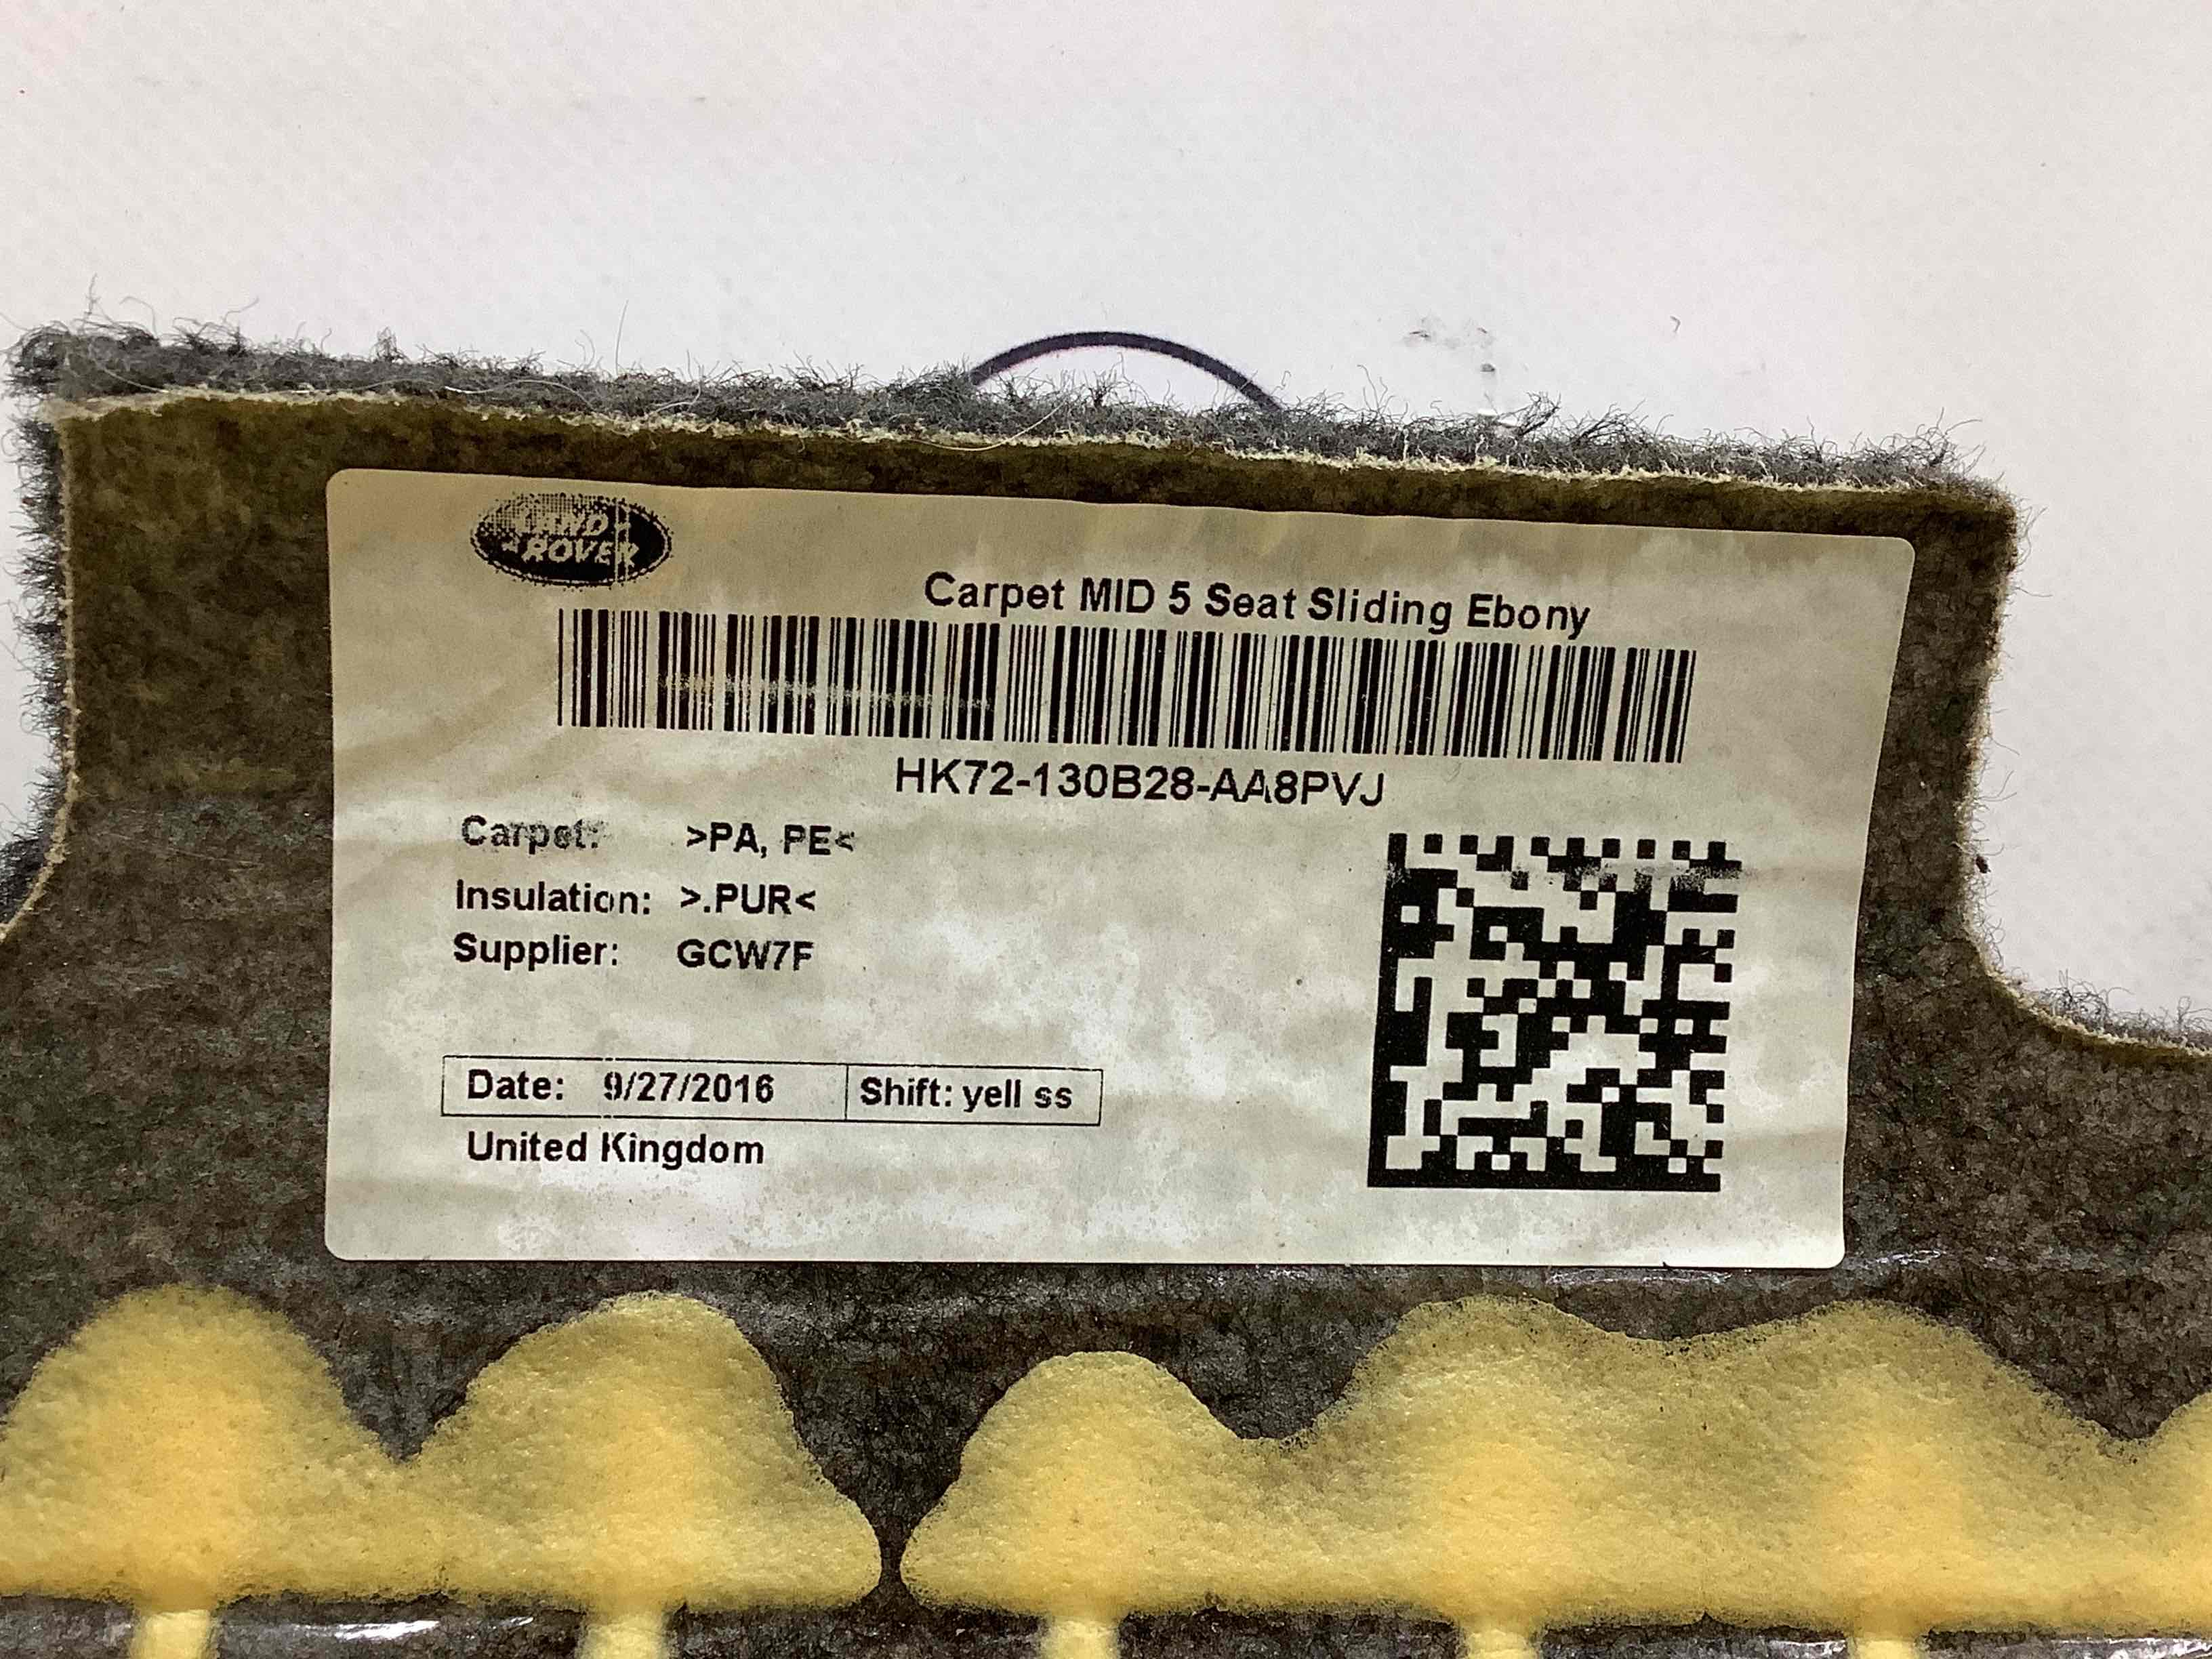 LAND-
ROVER
Carpet MID 5 Seat Sliding Ebony
HK72-130B28-AA8PVJ
Carpet: >PA, PE<
Insulation: >.PUR<
Supplier: GCW7F
Date: 9/27/2016 Shift: yell ss
United Kingdom